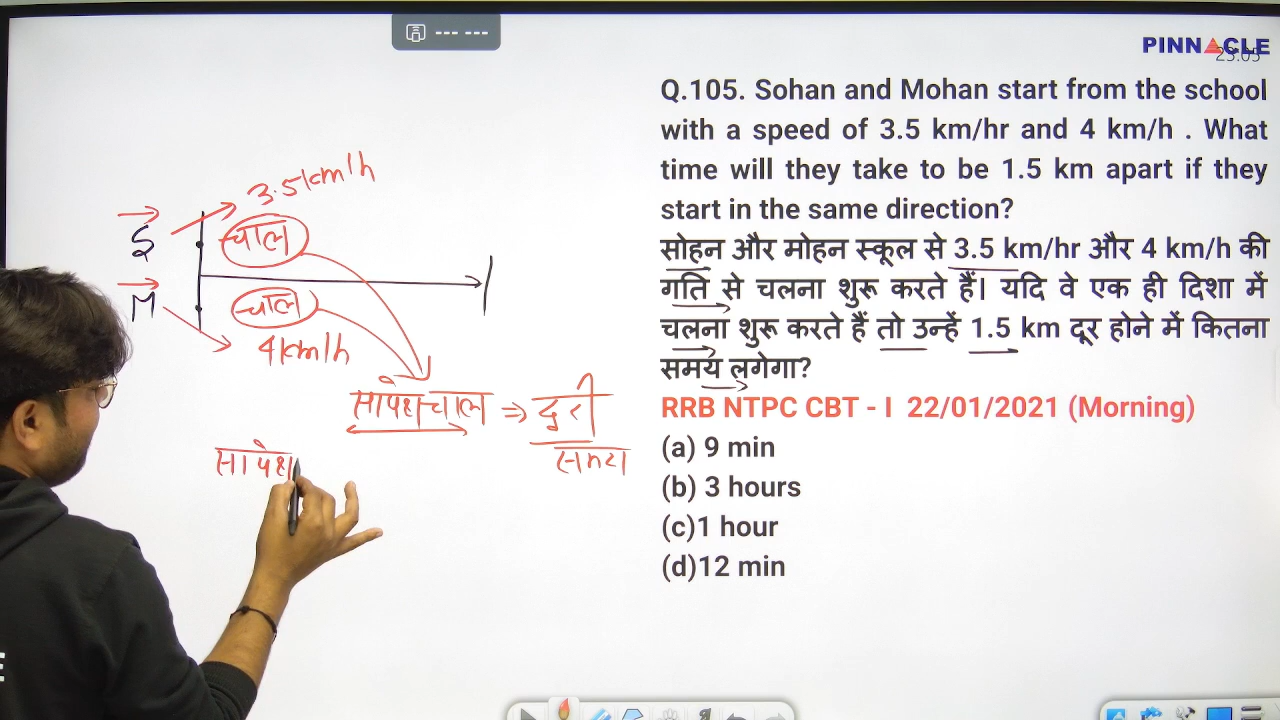 --- ---
PINNACLE
23:05
Q.105. Sohan and Mohan start from the school
with a speed of 3.5 km/hr and 4 km/h . What
time will they take to be 1.5 km apart if they
start in the same direction?
सोहन और मोहन स्कूल से 3.5 km/hr और 4 km/h की
गति से चलना शुरू करते हैं। यदि वे एक ही दिशा में
चलना शुरू करते हैं तो उन्हें 1.5 km दूर होने में कितना
समय लगेगा?
RRB NTPC CBT - I 22/01/2021 (Morning)
(a) 9 min
(b) 3 hours
(c)1 hour
(d)12 min
3.5km/h
S
चाल
M
चाल
4km/h
सापेक्ष चाल ⇒ दूरी
समय
सापेक्ष